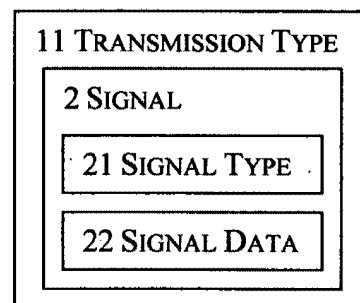 11 TRANSMISSION TYPE
2 SIGNAL
21 SIGNAL TYPE
22 SIGNAL DATA